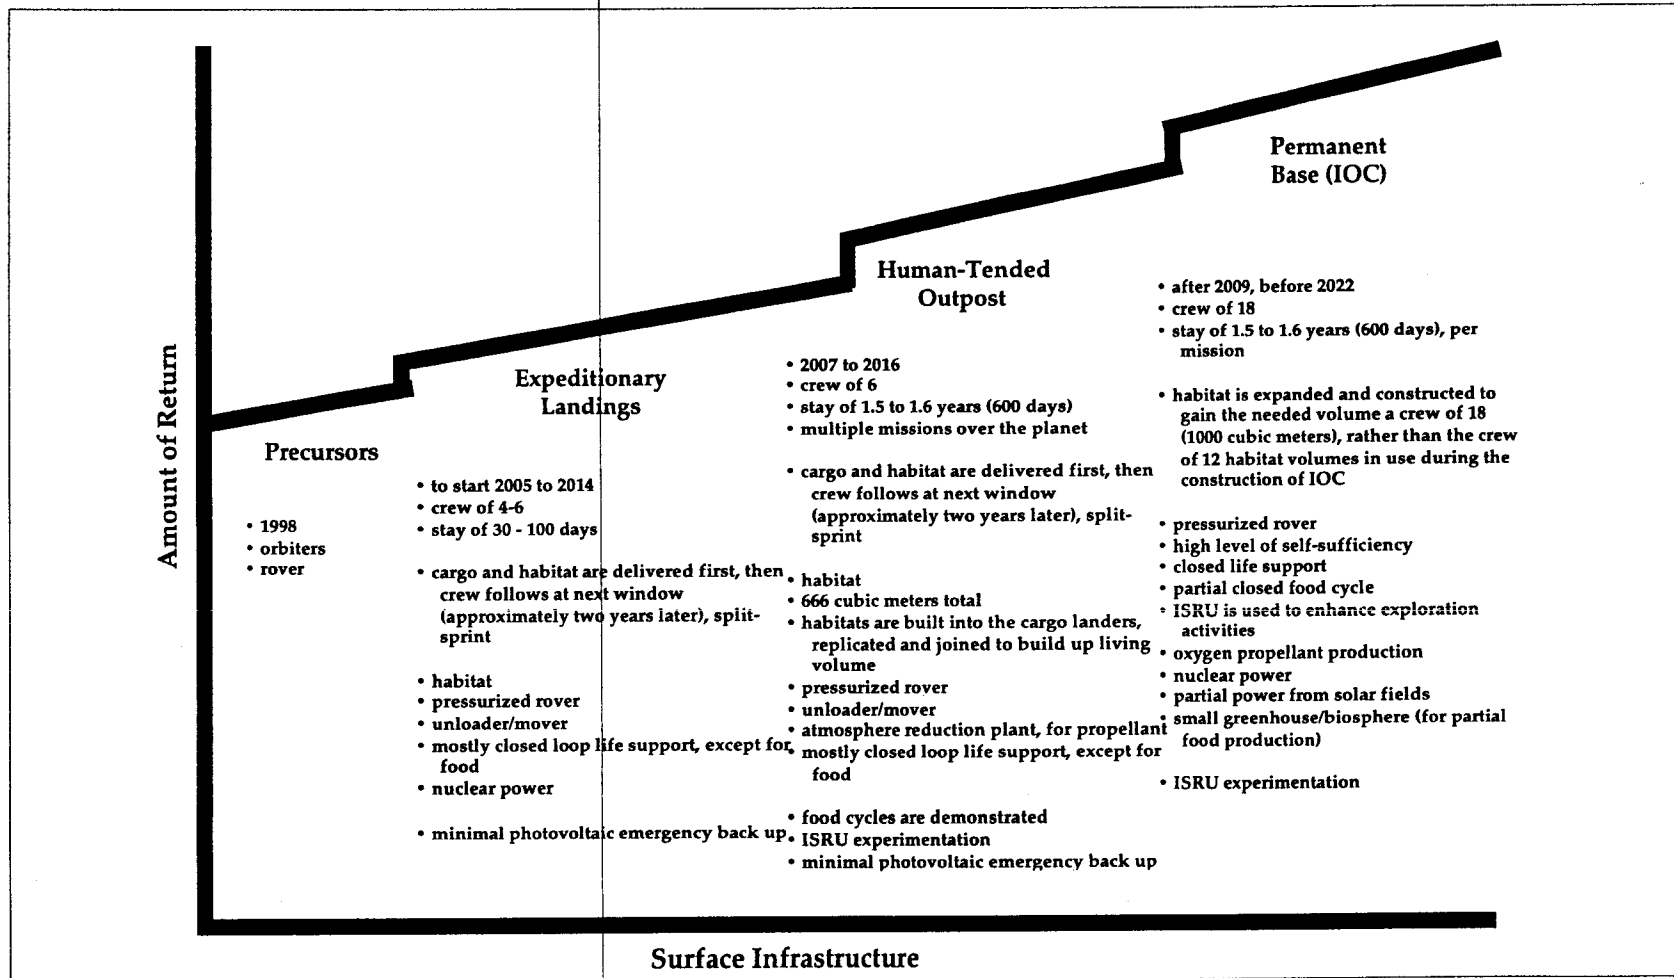 Amount of Return
Precursors
• 1998
• orbiters
• rover
Expeditionary
Landings
• to start 2005 to 2014
• crew of 4-6
• stay of 30 - 100 days
• cargo and habitat are delivered first, then
crew follows at next window
(approximately two years later), split-
sprint
• habitat
• pressurized rover
• unloader/mover
• mostly closed loop life support, except for
food
• nuclear power
• minimal photovoltaic emergency back up
Human-Tended
Outpost
• 2007 to 2016
• crew of 6
• stay of 1.5 to 1.6 years (600 days)
• multiple missions over the planet
• cargo and habitat are delivered first, then
crew follows at next window
(approximately two years later), split-
sprint
• habitat
• 666 cubic meters total
• habitats are built into the cargo landers,
replicated and joined to build up living
volume
• pressurized rover
• unloader/mover
• atmosphere reduction plant, for propellant
• mostly closed loop life support, except for
food
• food cycles are demonstrated
• ISRU experimentation
• minimal photovoltaic emergency back up
Permanent
Base (IOC)
• after 2009, before 2022
• crew of 18
• stay of 1.5 to 1.6 years (600 days), per
mission
• habitat is expanded and constructed to
gain the needed volume a crew of 18
(1000 cubic meters), rather than the crew
of 12 habitat volumes in use during the
construction of IOC
• pressurized rover
• high level of self-sufficiency
• closed life support
• partial closed food cycle
• ISRU is used to enhance exploration
activities
• oxygen propellant production
• nuclear power
• partial power from solar fields
• small greenhouse/biosphere (for partial
food production)
• ISRU experimentation
Surface Infrastructure